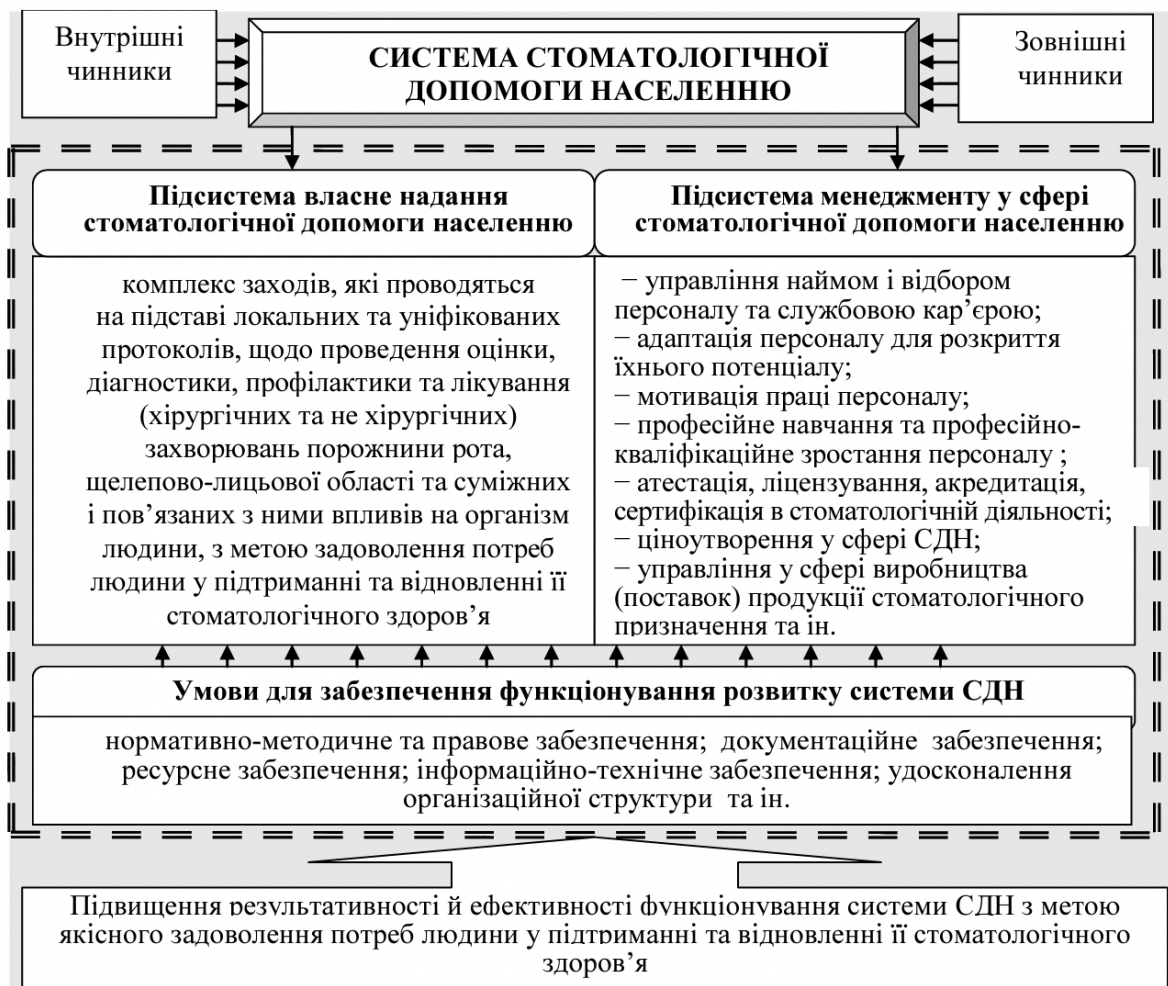 Внутрішні
чинники
СИСТЕМА СТОМАТОЛОГІЧНОЇ
ДОПОМОГИ НАСЕЛЕННЮ
Зовнішні
чинники
Підсистема власне надання
стоматологічної допомоги населенню
комплекс заходів, які проводяться
на підставі локальних та уніфікованих
протоколів, щодо проведення оцінки,
діагностики, профілактики та лікування
(хірургічних та не хірургічних)
захворювань порожнини рота,
щелепово-лицьової області та суміжних
і пов’язаних з ними впливів на організм
людини, з метою задоволення потреб
людини у підтриманні та відновленні її
стоматологічного здоров’я
Підсистема менеджменту у сфері
стоматологічної допомоги населенню
− управління наймом і відбором
персоналу та службовою кар’єрою;
− адаптація персоналу для розкриття
їхнього потенціалу;
− мотивація праці персоналу;
− професійне навчання та професійно-
кваліфікаційне зростання персоналу ;
− атестація, ліцензування, акредитація,
сертифікація в стоматологічній діяльності;
− ціноутворення у сфері СДН;
− управління у сфері виробництва
(поставок) продукції стоматологічного
призначення та ін.
Умови для забезпечення функціонування розвитку системи СДН
нормативно-методичне та правове забезпечення; документаційне забезпечення;
ресурсне забезпечення; інформаційно-технічне забезпечення; удосконалення
організаційної структури та ін.
Підвищення результативності й ефективності функціонування системи СДН з метою
якісного задоволення потреб людини у підтриманні та відновленні її стоматологічного
здоров’я